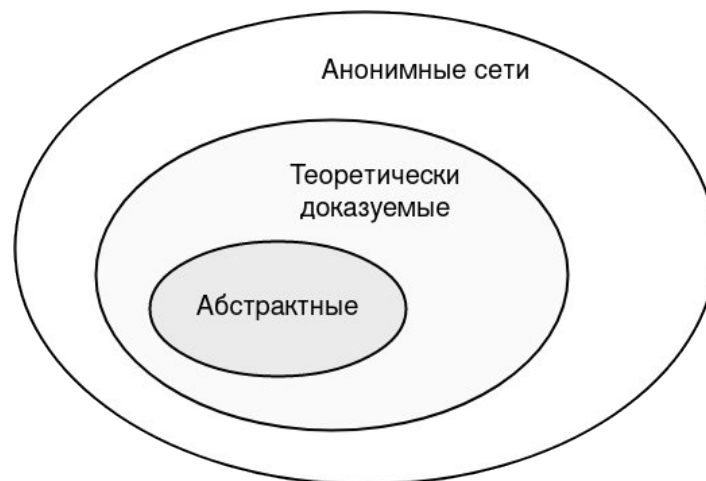 Анонимные сети
Теоретически
доказуемые
Абстрактные